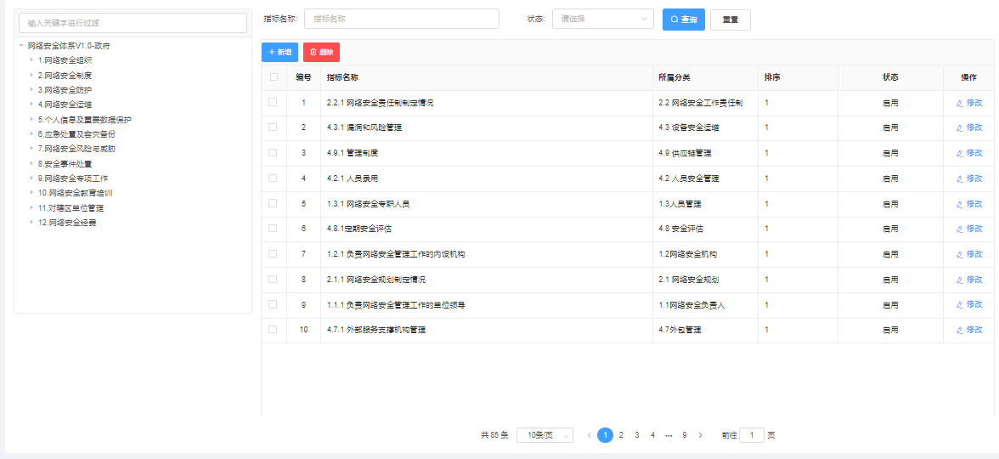 输入关键字进行过滤
网络安全体系V1.0-政府
1.网络安全组织
2.网络安全制度
3.网络安全防护
4.网络安全运维
5.个人信息及重要数据保护
6.应急处置及容灾备份
7.网络安全风险与威胁
8.安全事件处置
9.网络安全专项工作
10.网络安全教育培训
11.对辖区单位管理
12.网络安全经费
指标名称: 指标名称 状态: 请选择 查询 重置
+ 新增 删除
编号 指标名称 所属分类 排序 状态 操作
1 2.2.1 网络安全责任制制定情况 2.2 网络安全工作责任制 1 启用 修改
2 4.3.1 漏洞和风险管理 4.3 设备安全运维 1 启用 修改
3 4.9.1 管理制度 4.9 供应链管理 1 启用 修改
4 4.2.1 人员录用 4.2 人员安全管理 1 启用 修改
5 1.3.1 网络安全专职人员 1.3人员管理 1 启用 修改
6 4.8.1定期安全评估 4.8 安全评估 1 启用 修改
7 1.2.1 负责网络安全管理工作的内设机构 1.2网络安全机构 1 启用 修改
8 2.1.1 网络安全规划制定情况 2.1 网络安全规划 1 启用 修改
9 1.1.1 负责网络安全管理工作的单位领导 1.1网络安全负责人 1 启用 修改
10 4.7.1 外部服务支撑机构管理 4.7外包管理 1 启用 修改
共 85 条 10条/页 1 2 3 4 ••• 9 前往 1 页